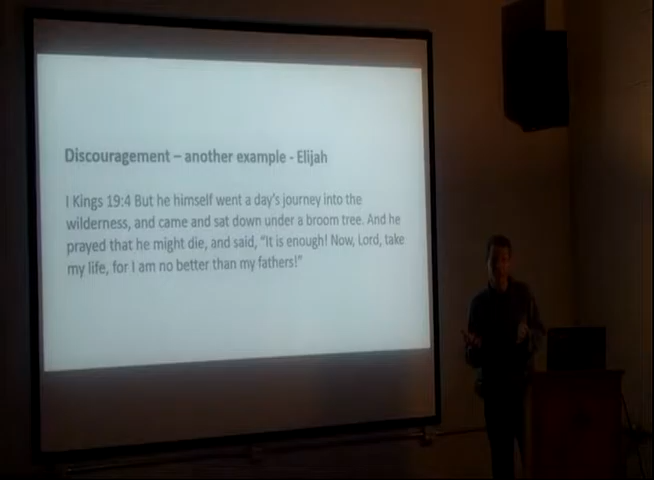 Discouragement – another example - Elijah
I Kings 19:4 But he himself went a day's journey into the
wilderness, and came and sat down under a broom tree. And he
prayed that he might die, and said, "It is enough! Now, Lord, take
my life, for I am no better than my fathers!"